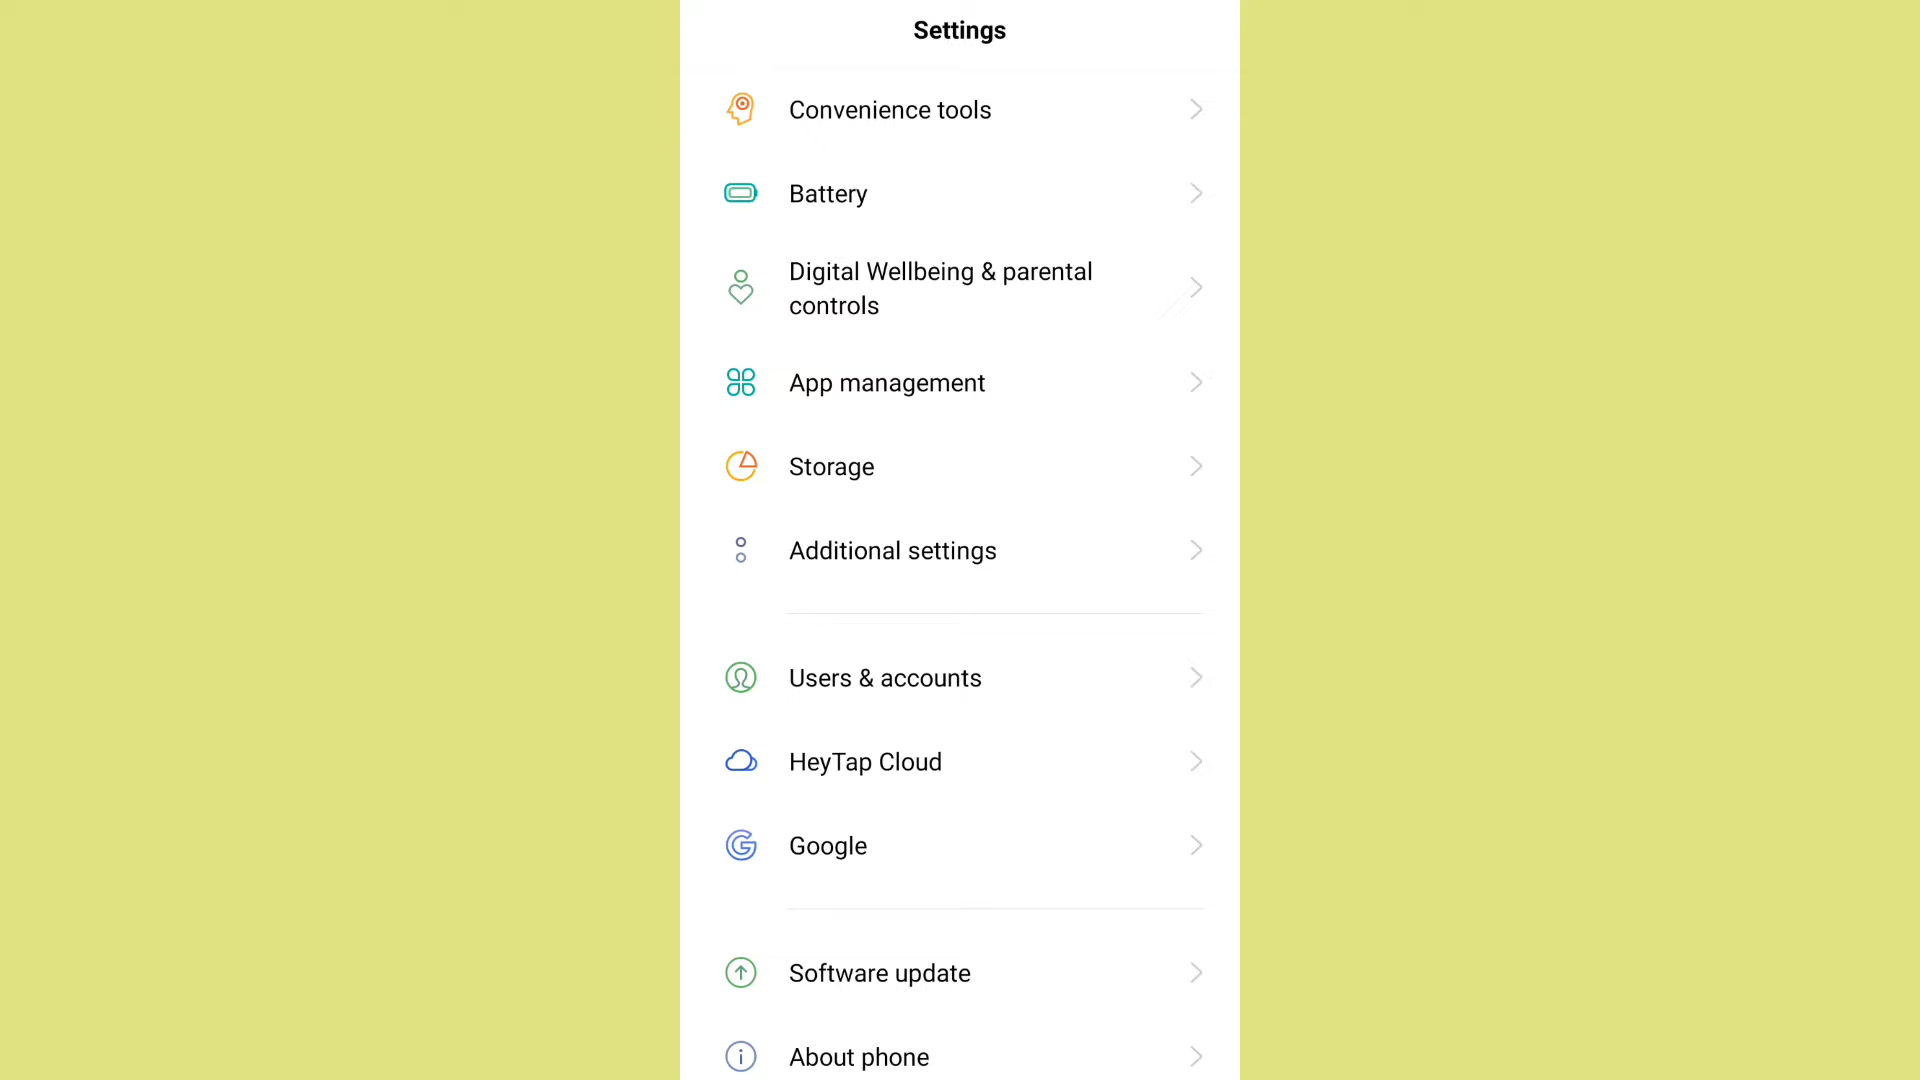 Settings
Convenience tools
Battery
Digital Wellbeing & parental
controls
App management
Storage
Additional settings
Users & accounts
HeyTap Cloud
Google
Software update
About phone